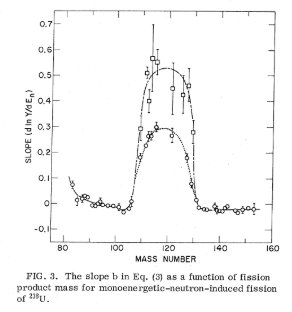 0.7
0.6
0.5
0.4
0.3
0.2
0.1
0
-0.1
SLOPE (d ln Y/d En)
80 100 120 140 160
MASS NUMBER
FIG. 3. The slope b in Eq. (3) as a function of fission
product mass for monoenergetic-neutron-induced fission
of 238U.